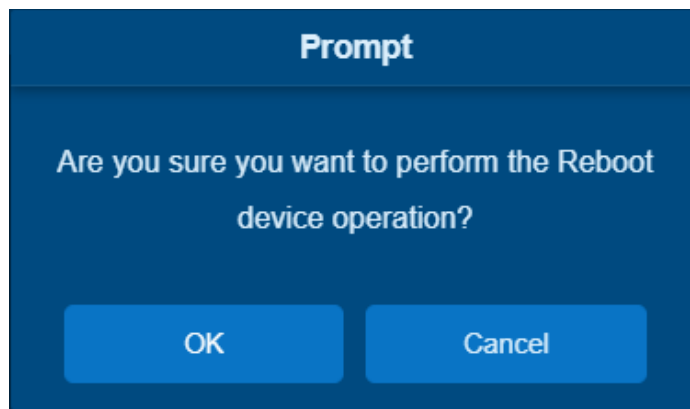 Prompt
Are you sure you want to perform the Reboot
device operation?
OK
Cancel